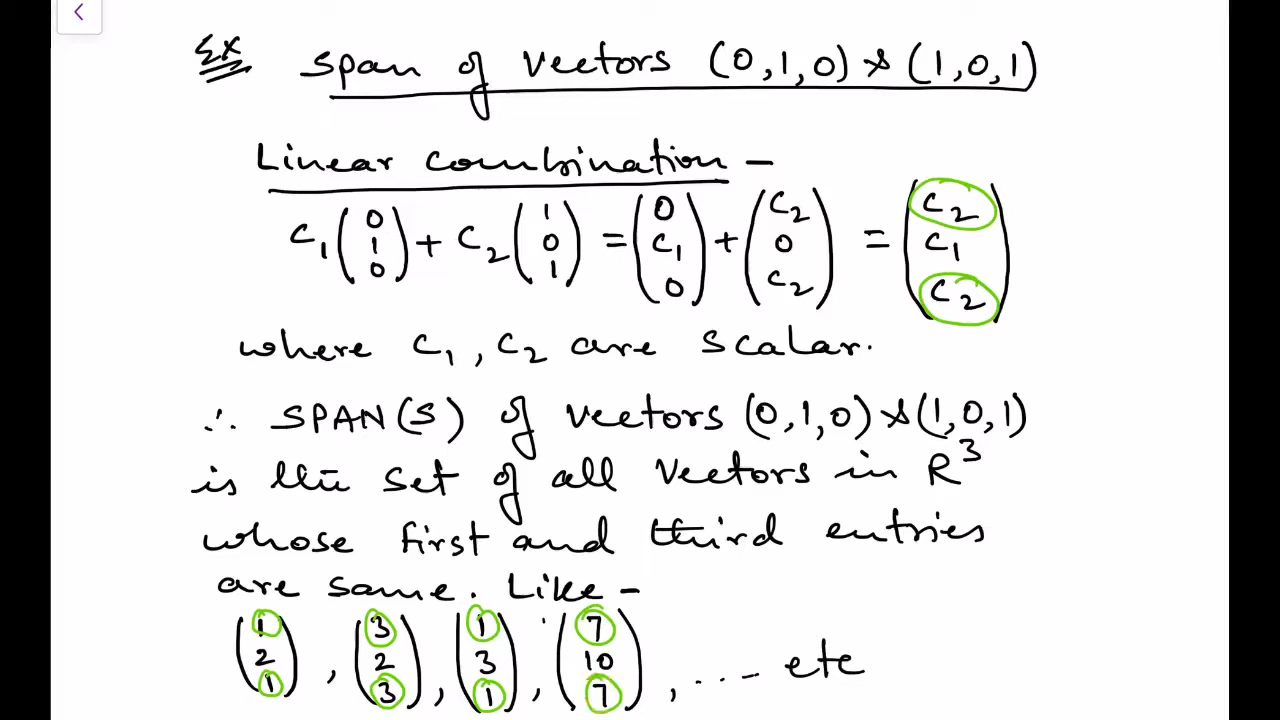 Ex Span of vectors (0,1,0) & (1,0,1)
Linear combination –
c₁ (0 1 0) + c₂ (1 0 1) = (0 c₁ 0) + (c₂ 0 c₂) = (c₂ c₁ c₂)
where c₁, c₂ are scalar.
∴ SPAN(S) of vectors (0,1,0) & (1,0,1)
is the set of all vectors in R³
whose first and third entries
are same. Like –
(1 2 1), (3 2 3), (1 3 1), (7 10 7), .... etc